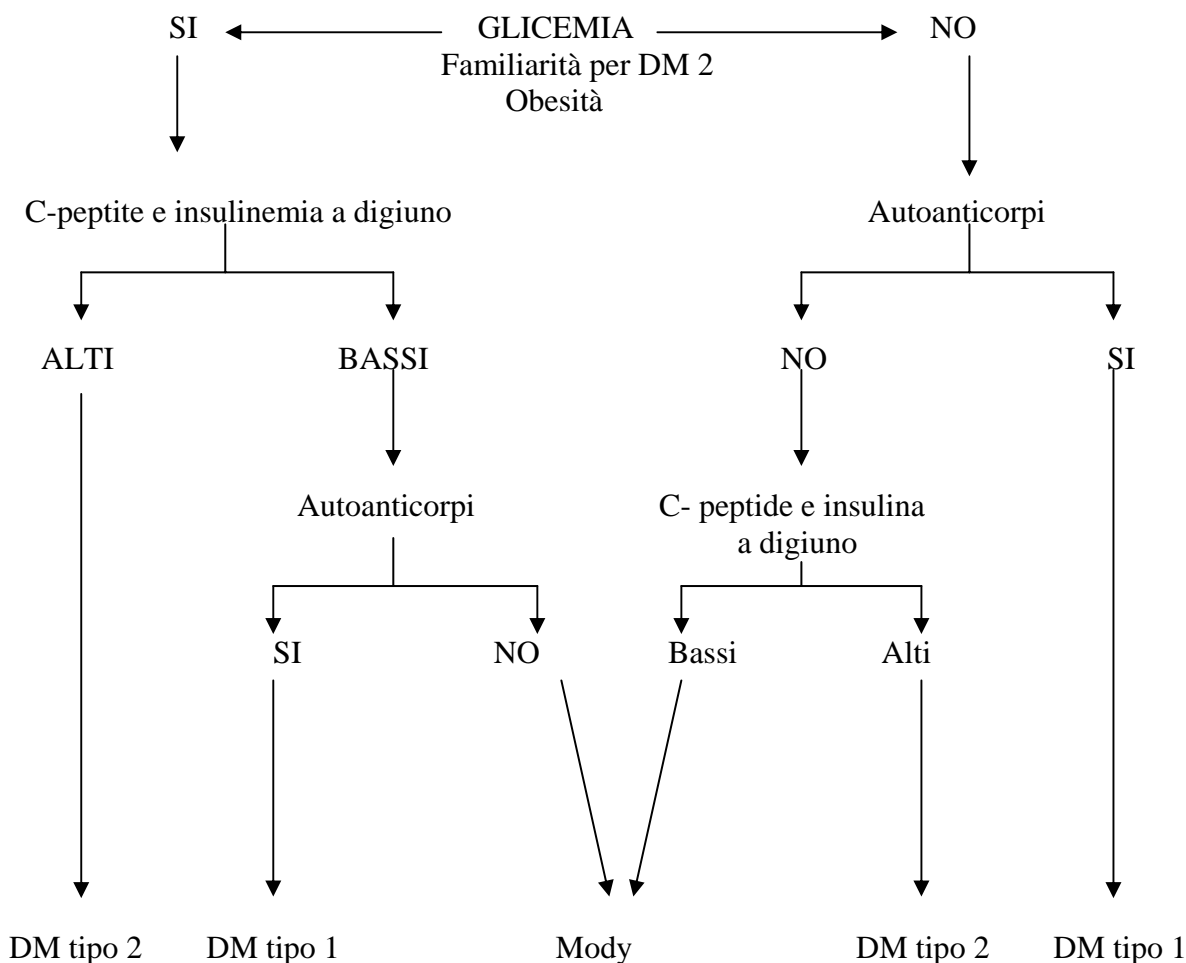 SI GLICEMIA NO
Familiarità per DM 2
Obesità
C-peptite e insulinemia a digiuno Autoanticorpi
ALTI BASSI NO SI
Autoanticorpi C- peptide e insulina
a digiuno
SI NO Bassi Alti
DM tipo 2 DM tipo 1 Mody DM tipo 2 DM tipo 1